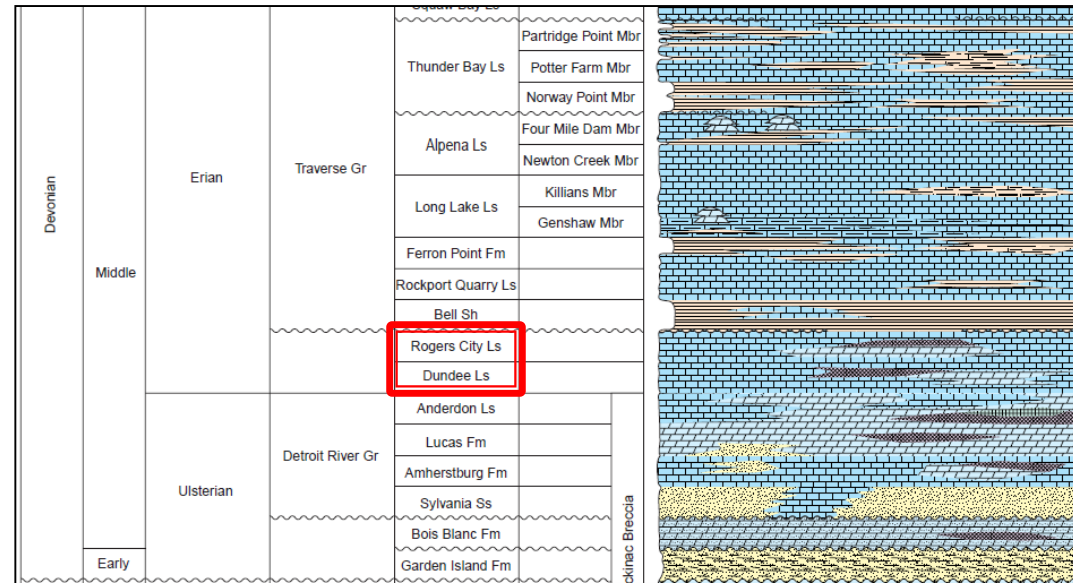 Partridge Point Mbr
Thunder Bay Ls
Potter Farm Mbr
Norway Point Mbr
Four Mile Dam Mbr
Alpena Ls
Newton Creek Mbr
Devonian
Erian
Traverse Gr
Killians Mbr
Long Lake Ls
Genshaw Mbr
Ferron Point Fm
Middle
Rockport Quarry Ls
Bell Sh
Rogers City Ls
Dundee Ls
Anderdon Ls
Lucas Fm
Detroit River Gr
Amherstburg Fm
Ulsterian
Sylvania Ss
Bois Blanc Fm
Breccia
Early
Garden Island Fm